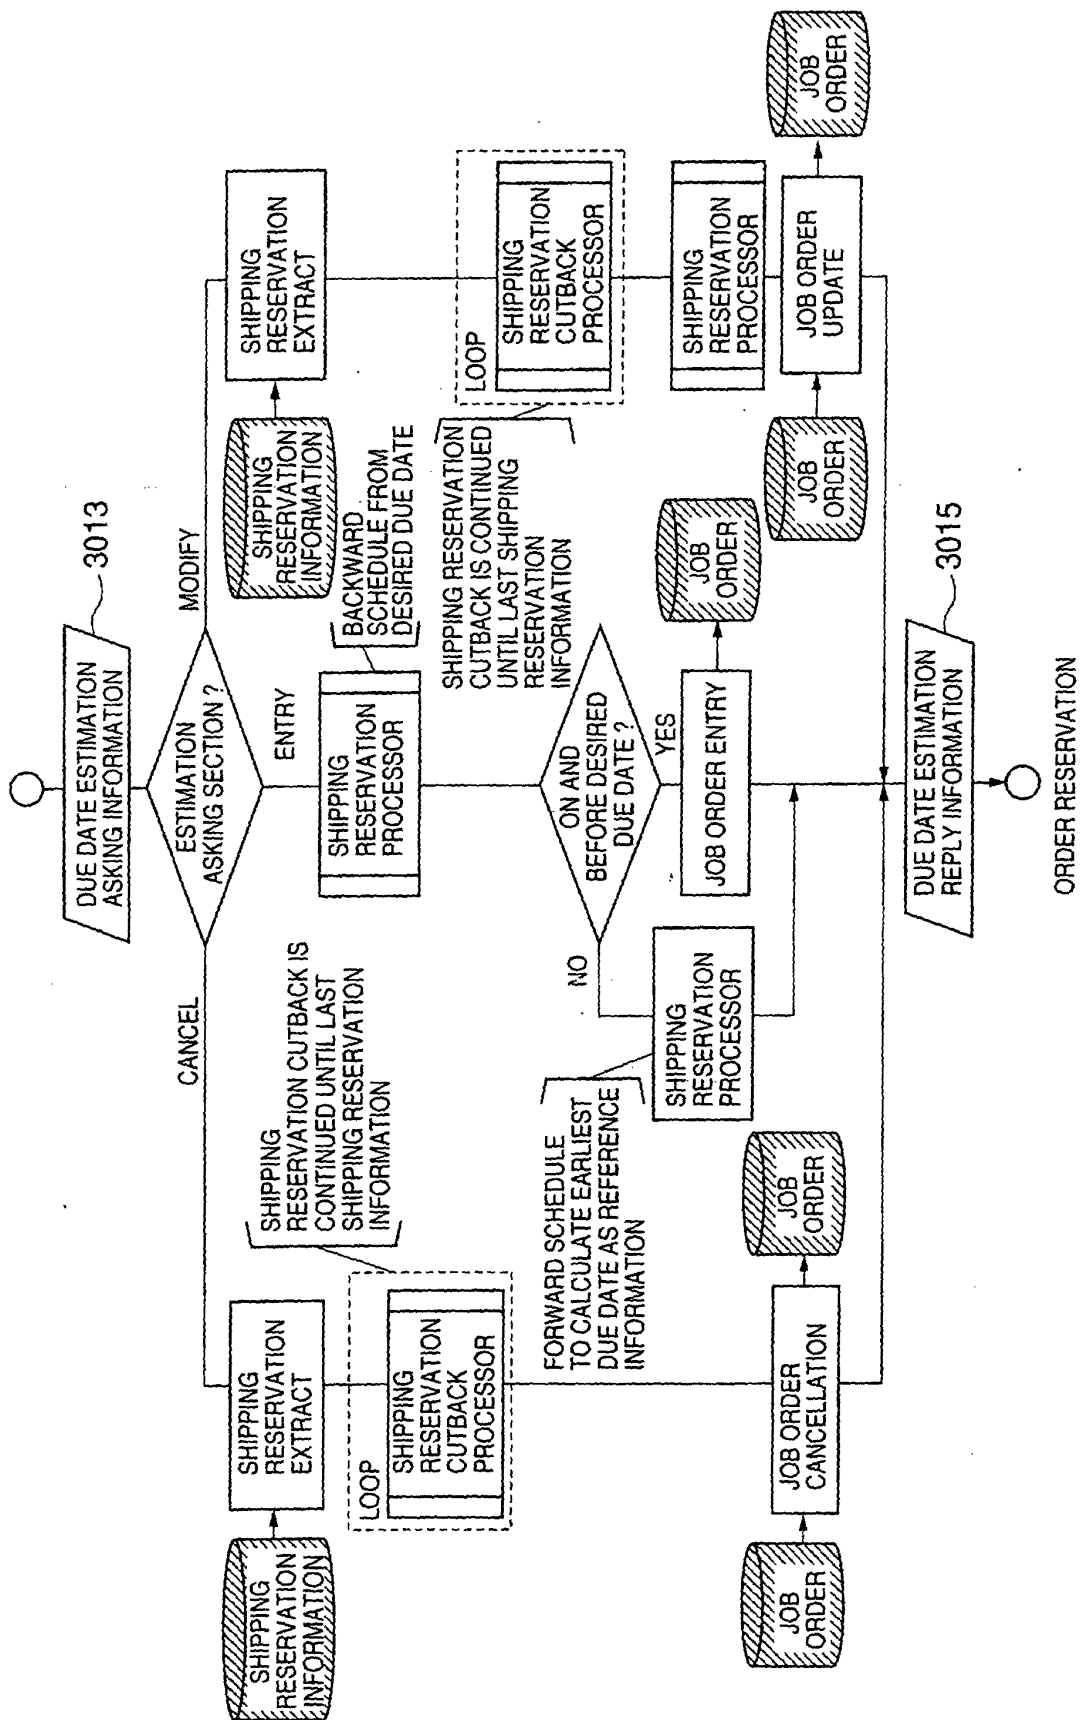 DUE DATE ESTIMATION
ASKING INFORMATION
3013
ESTIMATION
ASKING SECTION ?
CANCEL
ENTRY
MODIFY
SHIPPING
RESERVATION
INFORMATION
SHIPPING
RESERVATION
EXTRACT
SHIPPING
RESERVATION CUTBACK IS
CONTINUED UNTIL LAST
SHIPPING RESERVATION
INFORMATION
LOOP
SHIPPING
RESERVATION
CUTBACK
PROCESSOR
JOB
ORDER
JOB ORDER
CANCELLATION
JOB
ORDER
SHIPPING
RESERVATION
PROCESSOR
BACKWARD
SCHEDULE FROM
DESIRED DUE DATE
ON AND
BEFORE DESIRED
DUE DATE ?
NO
YES
FORWARD SCHEDULE
TO CALCULATE EARLIEST
DUE DATE AS REFERENCE
INFORMATION
SHIPPING
RESERVATION
PROCESSOR
JOB ORDER ENTRY
JOB
ORDER
SHIPPING
RESERVATION
INFORMATION
SHIPPING
RESERVATION
EXTRACT
SHIPPING RESERVATION
CUTBACK IS CONTINUED
UNTIL LAST SHIPPING
RESERVATION
INFORMATION
LOOP
SHIPPING
RESERVATION
CUTBACK
PROCESSOR
SHIPPING
RESERVATION
PROCESSOR
JOB
ORDER
JOB ORDER
UPDATE
JOB
ORDER
DUE DATE ESTIMATION
REPLY INFORMATION
3015
ORDER RESERVATION